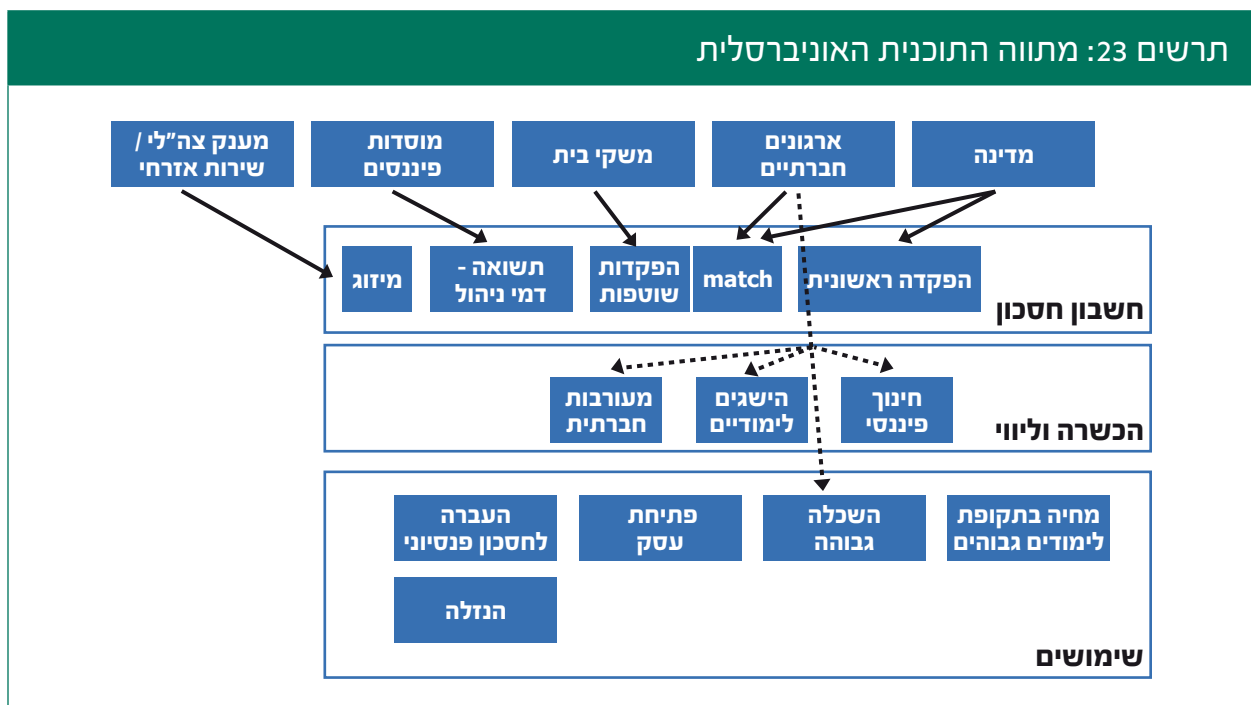 תרשים 23: מתווה התוכנית האוניברסלית
מדינה
ארגונים
חברתיים
משקי בית
מוסדות
פיננסים
מענק צה"לי /
שירות אזרחי
הפקדה ראשונית
match
הפקדות
שוטפות
תשואה -
דמי ניהול
מיזוג
חשבון חסכון
חינוך
פיננסי
הישגים
לימודיים
מעורבות
חברתית
הכשרה וליווי
מחיה בתקופת
לימודים גבוהים
השכלה
גבוהה
פתיחת
עסק
העברה
לחסכון פנסיוני
הנזלה
שימושים